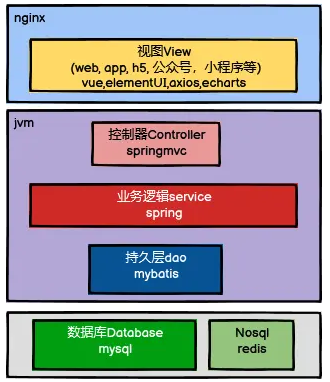 nginx
视图View
(web, app, h5, 公众号，小程序等)
vue,elementUI,axios,echarts
jvm
控制器Controller
springmvc
业务逻辑service
spring
持久层dao
mybatis
数据库Database
mysql
Nosql
redis